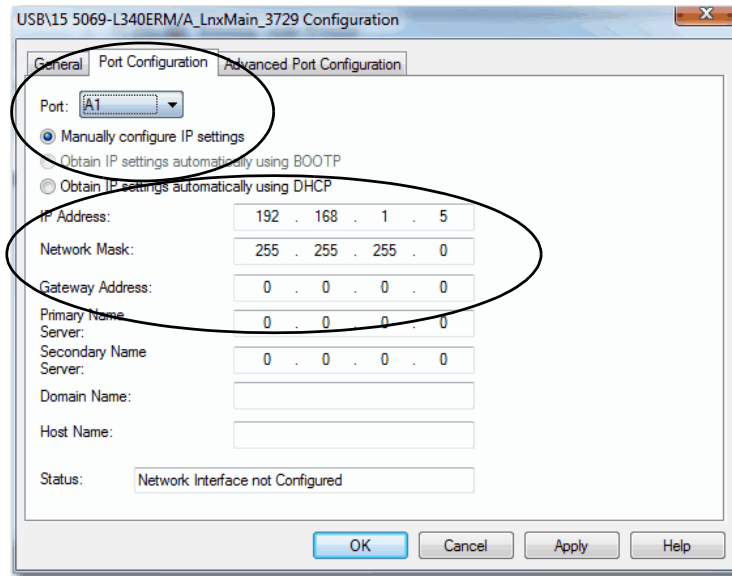 USB\15 5069-L340ERM/A_LnxMain_3729 Configuration
X
General Port Configuration Advanced Port Configuration
Port: A1
Manually configure IP settings
Obtain IP settings automatically using BOOTP
Obtain IP settings automatically using DHCP
IP Address: 192 . 168 . 1 . 5
Network Mask: 255 . 255 . 255 . 0
Gateway Address: 0 . 0 . 0 . 0
Primary Name
Server: 0 . 0 . 0 . 0
Secondary Name
Server: 0 . 0 . 0 . 0
Domain Name:
Host Name:
Status: Network Interface not Configured
OK Cancel Apply Help